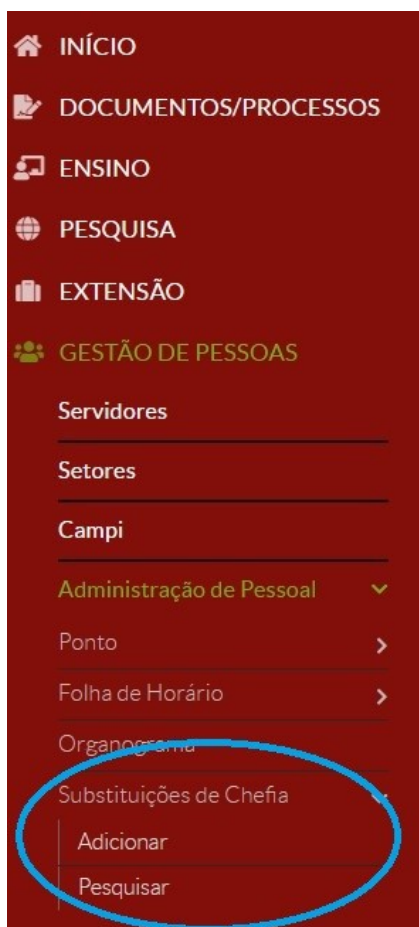 INÍCIO
DOCUMENTOS/PROCESSOS
ENSINO
PESQUISA
EXTENSÃO
GESTÃO DE PESSOAS
Servidores
Setores
Campi
Administração de Pessoal
Ponto
Folha de Horário
Organograma
Substituições de Chefia
Adicionar
Pesquisar